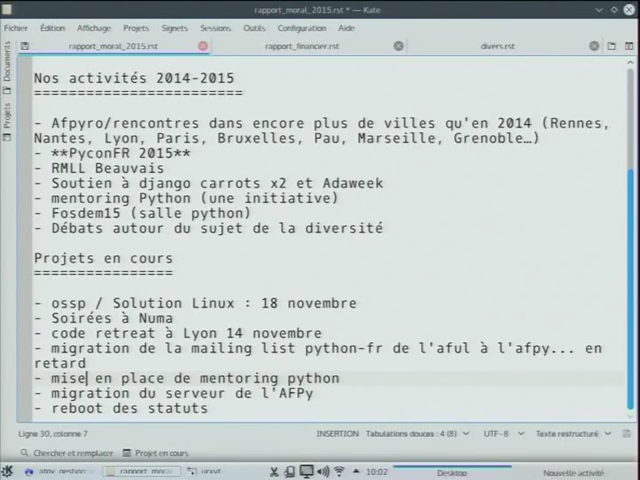 rapport_moral_2015.rst * — Kate
Fichier Édition Affichage Projets Signets Sessions Outils Configuration Aide
rapport_moral_2015.rst rapport_financier.rst divers.rst
Documents
Projets
Nos activités 2014-2015
========================
- Afpyro/rencontres dans encore plus de villes qu'en 2014 (Rennes,
Nantes, Lyon, Paris, Bruxelles, Pau, Marseille, Grenoble…)
- **PyconFR 2015**
- RMLL Beauvais
- Soutien à django carrots x2 et Adaweek
- mentoring Python (une initiative)
- Fosdem15 (salle python)
- Débats autour du sujet de la diversité
Projets en cours
================
- ossp / Solution Linux : 18 novembre
- Soirées à Numa
- code retreat à Lyon 14 novembre
- migration de la mailing list python-fr de l'aful à l'afpy... en
retard
- mise en place de mentoring python
- migration du serveur de l'AFPy
- reboot des statuts
Ligne 30, colonne 7 INSERTION Tabulations douces : 4 (8) UTF-8 Texte restructuré
Chercher et remplacer Projet en cours
rapport_mora 10:02 Desktop Nouvelle activité